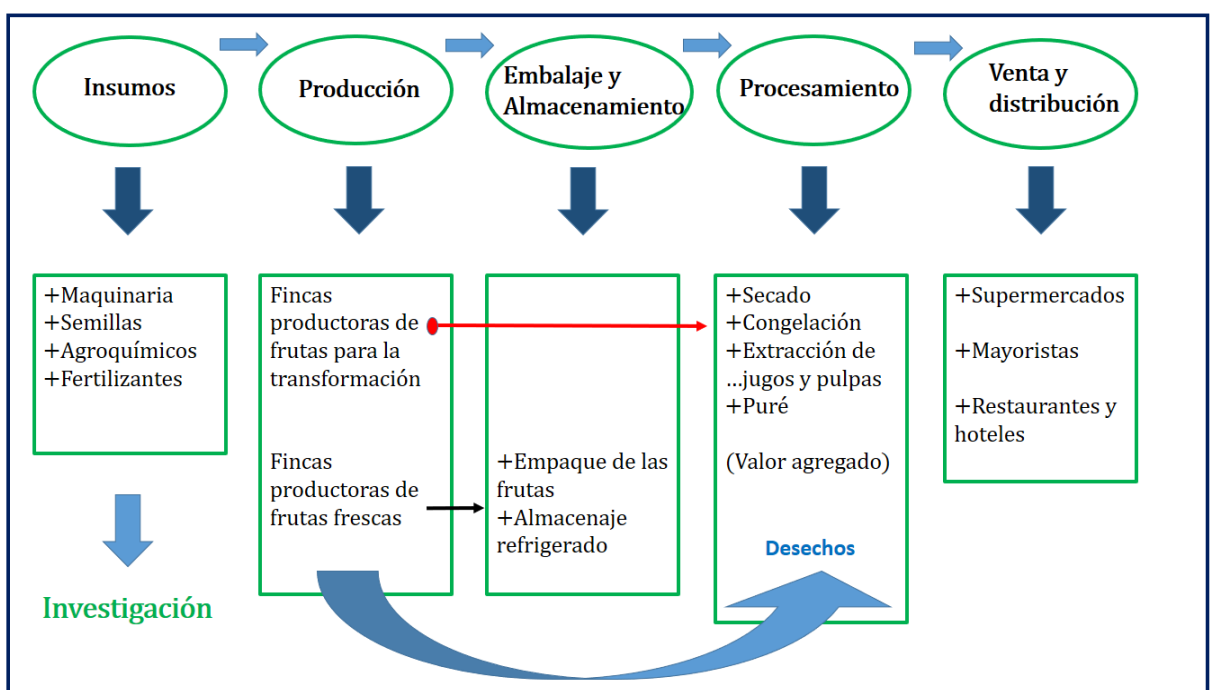 Insumos
Producción
Embalaje y
Almacenamiento
Procesamiento
Venta y
distribución
+Maquinaria
+Semillas
+Agroquímicos
+Fertilizantes
Investigación
Fincas
productoras de
frutas para la
transformación
Fincas
productoras de
frutas frescas
+Empaque de las
frutas
+Almacenaje
refrigerado
+Secado
+Congelación
+Extracción de
...jugos y pulpas
+Puré
(Valor agregado)
Desechos
+Supermercados
+Mayoristas
+Restaurantes y
hoteles